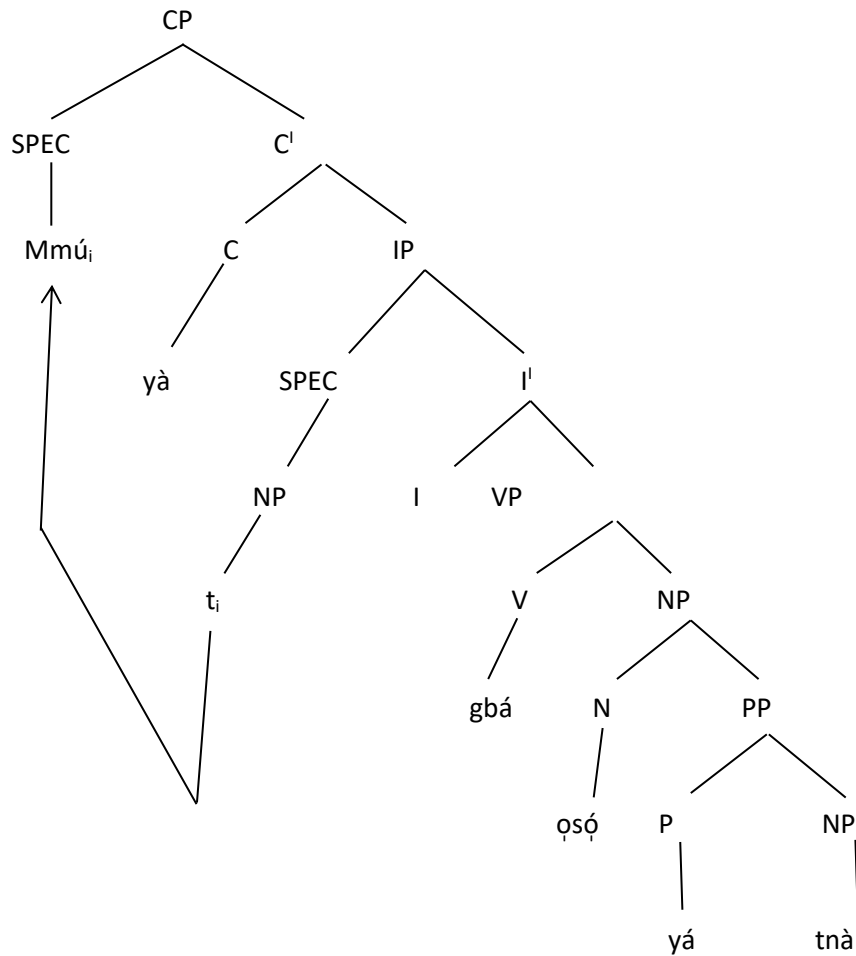 CP
SPEC Cᴵ
Mmúᵢ C IP
yà SPEC Iᴵ
NP I VP
tᵢ V NP
gbá N PP
ọsọ́ P NP
yá tnà